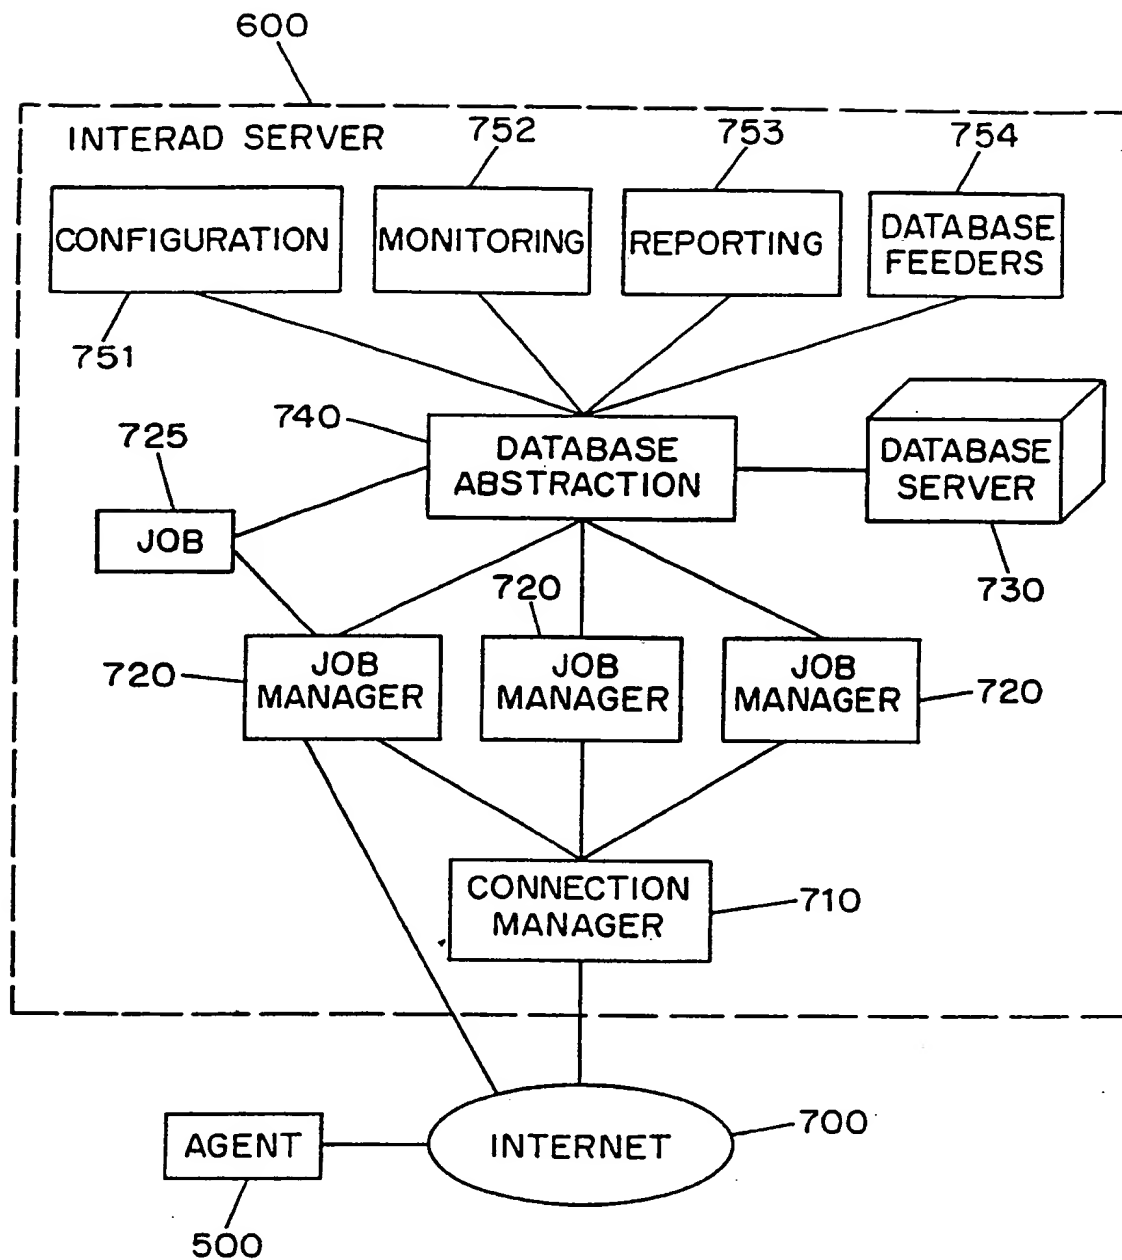 600
INTERAD SERVER
752
753
754
CONFIGURATION
MONITORING
REPORTING
DATABASE
FEEDERS
751
740
725
DATABASE
ABSTRACTION
DATABASE
SERVER
JOB
730
720
720
JOB
MANAGER
JOB
MANAGER
JOB
MANAGER
720
CONNECTION
MANAGER
710
AGENT
INTERNET
700
500